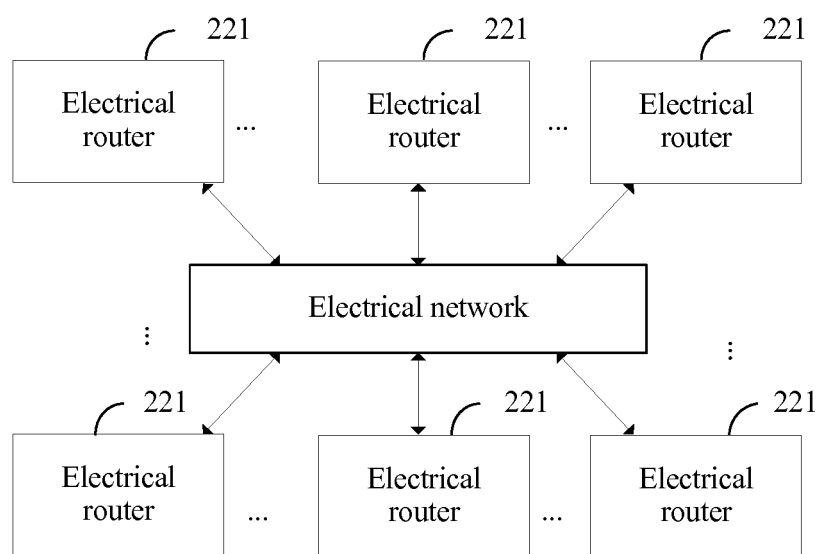 221 221 221
Electrical Electrical Electrical
router ... router ... router
Electrical network
... ...
221 221 221
Electrical Electrical Electrical
router ... router ... router